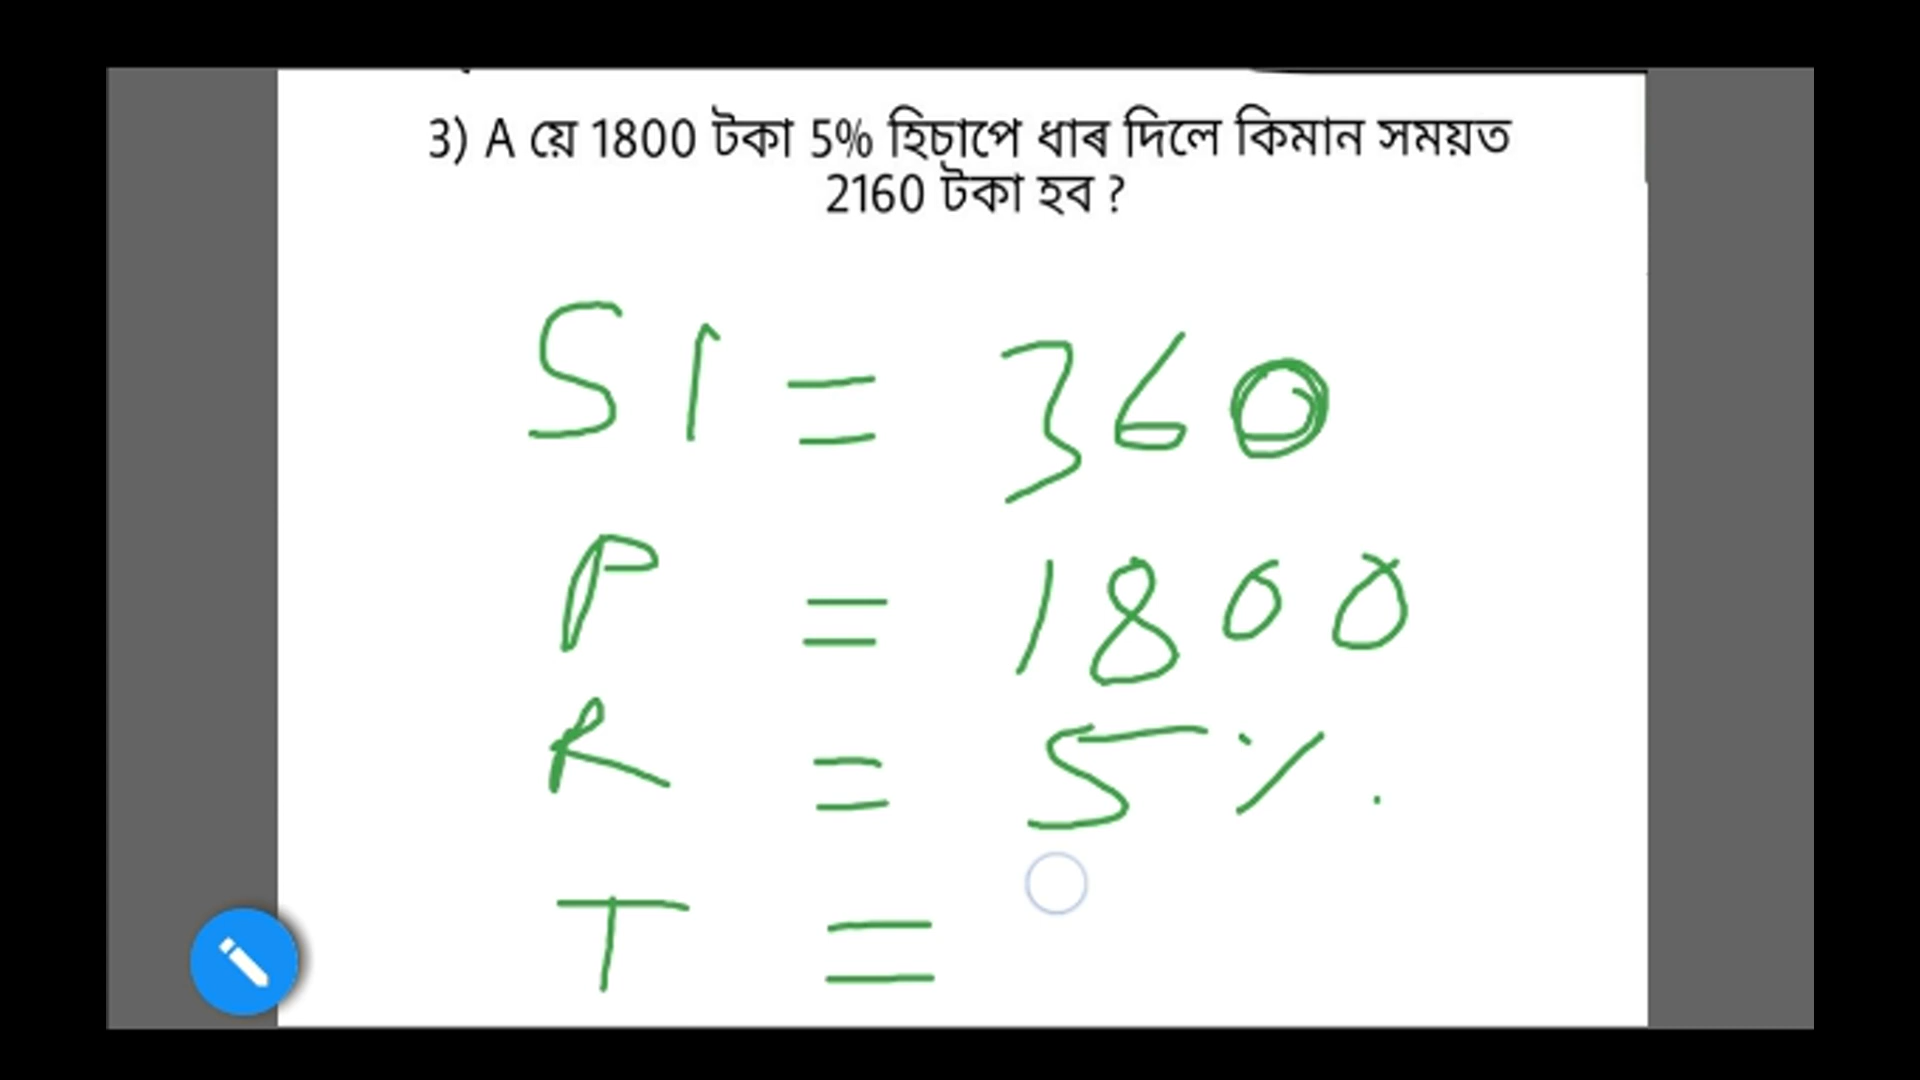 3) A য়ে 1800 টকা 5% হিচাপে ধাৰ দিলে কিমান সময়ত
2160 টকা হব ?
SI = 360
P = 1800
R = 5%
T =